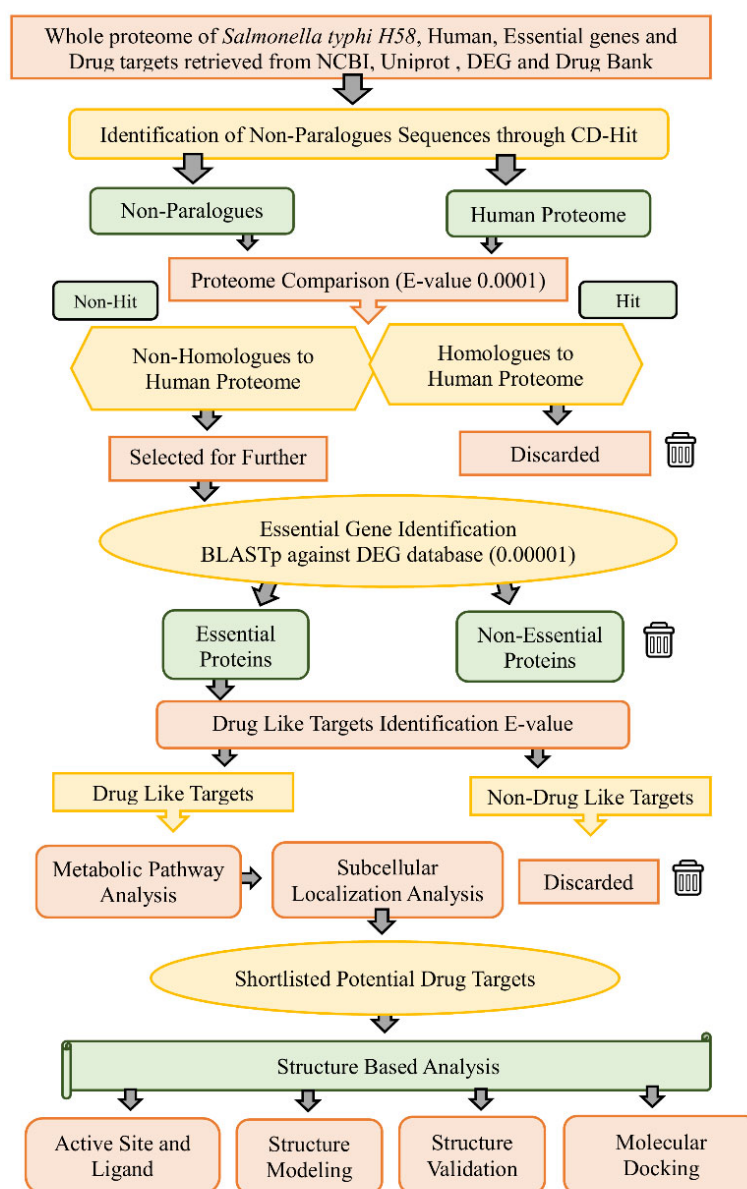 Whole proteome of Salmonella typhi H58, Human, Essential genes and
Drug targets retrieved from NCBI, Uniprot , DEG and Drug Bank
Identification of Non-Paralogues Sequences through CD-Hit
Non-Paralogues
Human Proteome
Proteome Comparison (E-value 0.0001)
Non-Hit
Hit
Non-Homologues to
Human Proteome
Homologues to
Human Proteome
Selected for Further
Discarded
Essential Gene Identification
BLASTp against DEG database (0.00001)
Essential
Proteins
Non-Essential
Proteins
Drug Like Targets Identification E-value
Drug Like Targets
Non-Drug Like Targets
Metabolic Pathway
Analysis
Subcellular
Localization Analysis
Discarded
Shortlisted Potential Drug Targets
Structure Based Analysis
Active Site and
Ligand
Structure
Modeling
Structure
Validation
Molecular
Docking